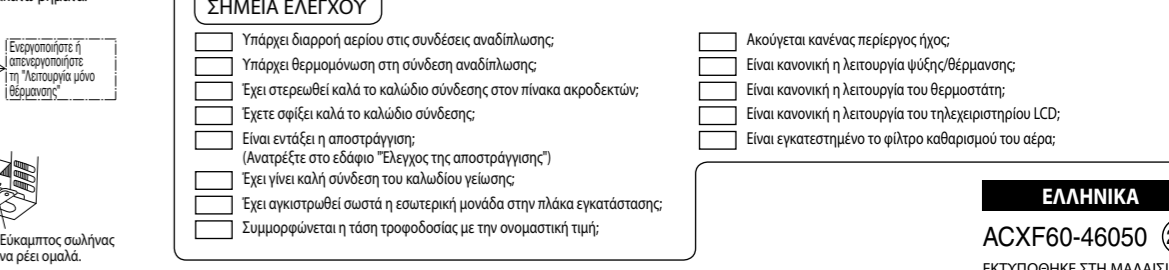 Ενεργοποιήστε ή
απενεργοποιήστε
τη "Λειτουργία μόνο
θέρμανσης"
Εύκαμπτος σωλήνας
να ρέει ομαλά.
ΣΗΜΕΙΑ ΕΛΕΓΧΟΥ
Υπάρχει διαρροή αερίου στις συνδέσεις αναδίπλωσης;
Υπάρχει θερμομόνωση στη σύνδεση αναδίπλωσης;
Έχει στερεωθεί καλά το καλώδιο σύνδεσης στον πίνακα ακροδεκτών;
Έχετε σφίξει καλά το καλώδιο σύνδεσης;
Είναι εντάξει η αποστράγγιση;
(Ανατρέξτε στο εδάφιο "Έλεγχος της αποστράγγισης")
Έχει γίνει καλή σύνδεση του καλωδίου γείωσης;
Έχει αγκιστρωθεί σωστά η εσωτερική μονάδα στην πλάκα εγκατάστασης;
Συμμορφώνεται η τάση τροφοδοσίας με την ονομαστική τιμή;
Ακούγεται κανένας περίεργος ήχος;
Είναι κανονική η λειτουργία ψύξης/θέρμανσης;
Είναι κανονική η λειτουργία του θερμοστάτη;
Είναι κανονική η λειτουργία του τηλεχειριστηρίου LCD;
Είναι εγκατεστημένο το φίλτρο καθαρισμού του αέρα;
ΕΛΛΗΝΙΚΑ
ACXF60-46050
ΕΚΤΥΠΩΘΗΚΕ ΣΤΗ